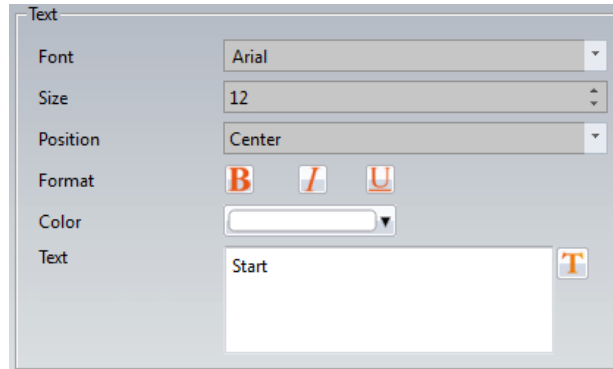 Text
Font Arial
Size 12
Position Center
Format B I U
Color
Text Start T